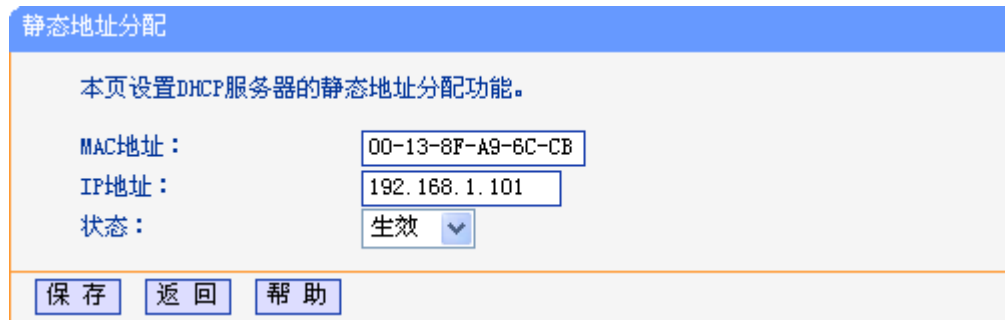 静态地址分配
本页设置DHCP服务器的静态地址分配功能。
MAC地址： 00-13-8F-A9-6C-CB
IP地址： 192.168.1.101
状态： 生效
保 存 返 回 帮 助